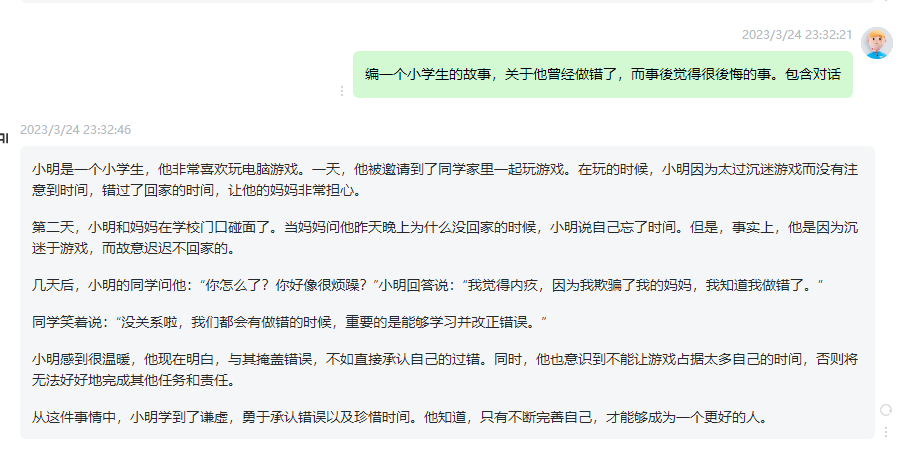 2023/3/24 23:32:21
编一个小学生的故事，关于他曾经做错了，而事後觉得很後悔的事。包含对话
2023/3/24 23:32:46
小明是一个小学生，他非常喜欢玩电脑游戏。一天，他被邀请到了同学家里一起玩游戏。在玩的时候，小明因为太过沉迷游戏而没有注
意到时间，错过了回家的时间，让他的妈妈非常担心。
第二天，小明和妈妈在学校门口碰面了。当妈妈问他昨天晚上为什么没回家的时候，小明说自己忘了时间。但是，事实上，他是因为沉
迷于游戏，而故意迟迟不回家的。
几天后，小明的同学问他：“你怎么了？你好像很烦躁？”小明回答说：“我觉得内疚，因为我欺骗了我的妈妈，我知道我做错了。”
同学笑着说：“没关系啦，我们都会有做错的时候，重要的是能够学习并改正错误。”
小明感到很温暖，他现在明白，与其掩盖错误，不如直接承认自己的过错。同时，他也意识到不能让游戏占据太多自己的时间，否则将
无法好好地完成其他任务和责任。
从这件事情中，小明学到了谦虚，勇于承认错误以及珍惜时间。他知道，只有不断完善自己，才能够成为一个更好的人。